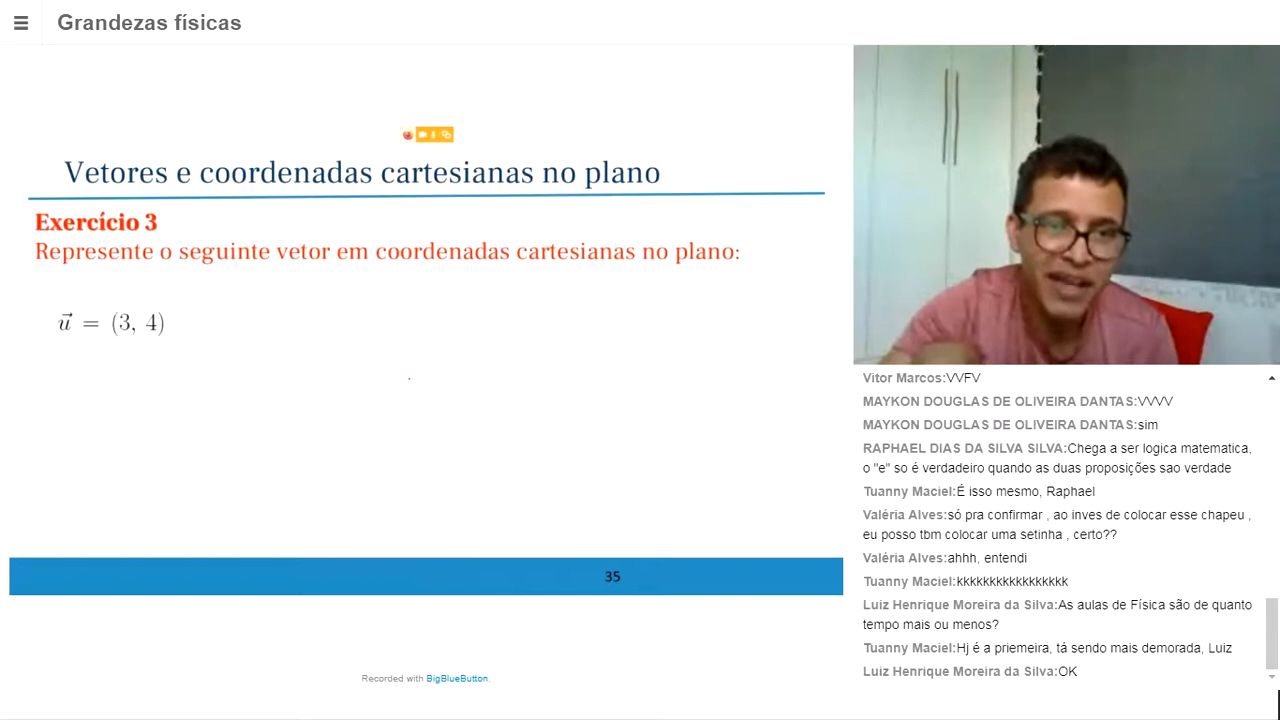 Grandezas físicas
Vetores e coordenadas cartesianas no plano
Exercício 3
Represente o seguinte vetor em coordenadas cartesianas no plano:
u⃗ = (3, 4)
35
Recorded with BigBlueButton.
Vitor Marcos:VVFV
MAYKON DOUGLAS DE OLIVEIRA DANTAS:VVVV
MAYKON DOUGLAS DE OLIVEIRA DANTAS:sim
RAPHAEL DIAS DA SILVA SILVA:Chega a ser logica matematica,
o "e" so é verdadeiro quando as duas proposições sao verdade
Tuanny Maciel:É isso mesmo, Raphael
Valéria Alves:só pra confirmar , ao inves de colocar esse chapeu ,
eu posso tbm colocar uma setinha , certo??
Valéria Alves:ahhh, entendi
Tuanny Maciel:kkkkkkkkkkkkkkkkk
Luiz Henrique Moreira da Silva:As aulas de Física são de quanto
tempo mais ou menos?
Tuanny Maciel:Hj é a priemeira, tá sendo mais demorada, Luiz
Luiz Henrique Moreira da Silva:OK